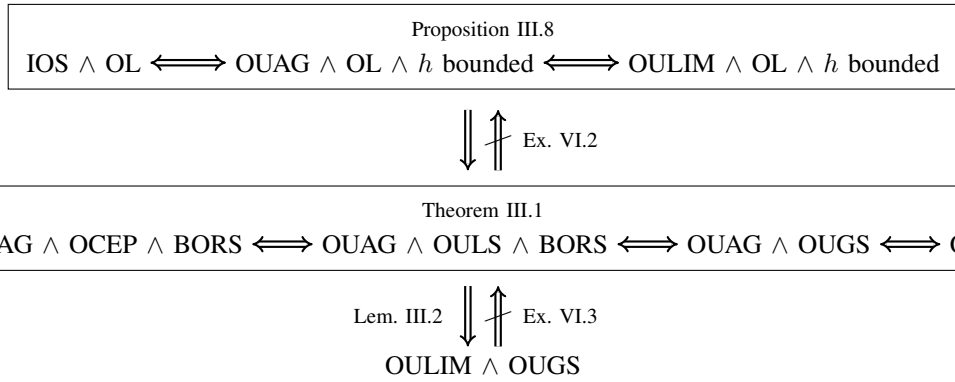 Proposition III.8
IOS ∧ OL ⟺ OUAG ∧ OL ∧ h bounded ⟺ OULIM ∧ OL ∧ h bounded
Ex. VI.2
Theorem III.1
AG ∧ OCEP ∧ BORS ⟺ OUAG ∧ OULS ∧ BORS ⟺ OUAG ∧ OUGS ⟺
Lem. III.2
Ex. VI.3
OULIM ∧ OUGS